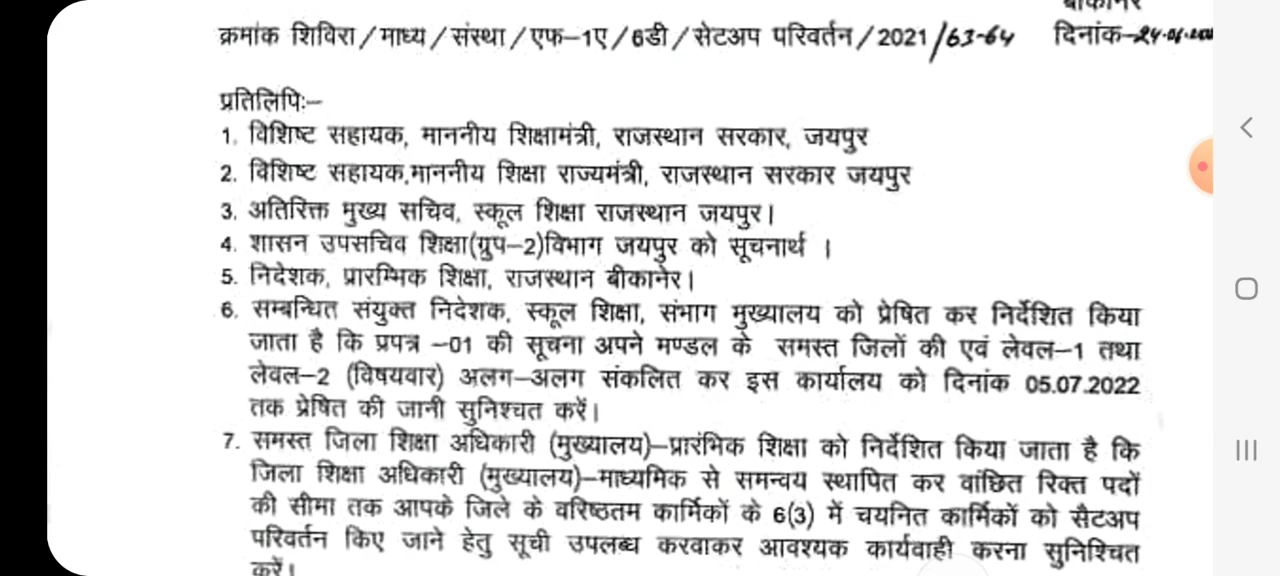 बीकानेर
क्रमांक शिविरा/माध्य/संस्था/एफ-1ए/6डी/सेटअप परिवर्तन/2021/63-64 दिनांक-24.06.
प्रतिलिपिः-
1. विशिष्ट सहायक, माननीय शिक्षामंत्री, राजस्थान सरकार, जयपुर
2. विशिष्ट सहायक,माननीय शिक्षा राज्यमंत्री, राजस्थान सरकार जयपुर
3. अतिरिक्त मुख्य सचिव, स्कूल शिक्षा राजस्थान जयपुर।
4. शासन उपसचिव शिक्षा(ग्रुप-2)विभाग जयपुर को सूचनार्थ ।
5. निदेशक, प्रारम्भिक शिक्षा, राजस्थान बीकानेर।
6. सम्बन्धित संयुक्त निदेशक, स्कूल शिक्षा, संभाग मुख्यालय को प्रेषित कर निर्देशित किया
जाता है कि प्रपत्र -01 की सूचना अपने मण्डल के समस्त जिलों की एवं लेवल-1 तथा
लेवल-2 (विषयवार) अलग-अलग संकलित कर इस कार्यालय को दिनांक 05.07.2022
तक प्रेषित की जानी सुनिश्चत करें।
7. समस्त जिला शिक्षा अधिकारी (मुख्यालय)-प्रारंभिक शिक्षा को निर्देशित किया जाता है कि
जिला शिक्षा अधिकारी (मुख्यालय)-माध्यमिक से समन्वय स्थापित कर वांछित रिक्त पदों
की सीमा तक आपके जिले के वरिष्ठतम कार्मिकों के 6(3) में चयनित कार्मिकों को सैटअप
परिवर्तन किए जाने हेतु सूची उपलब्ध करवाकर आवश्यक कार्यवाही करना सुनिश्चित
करें।